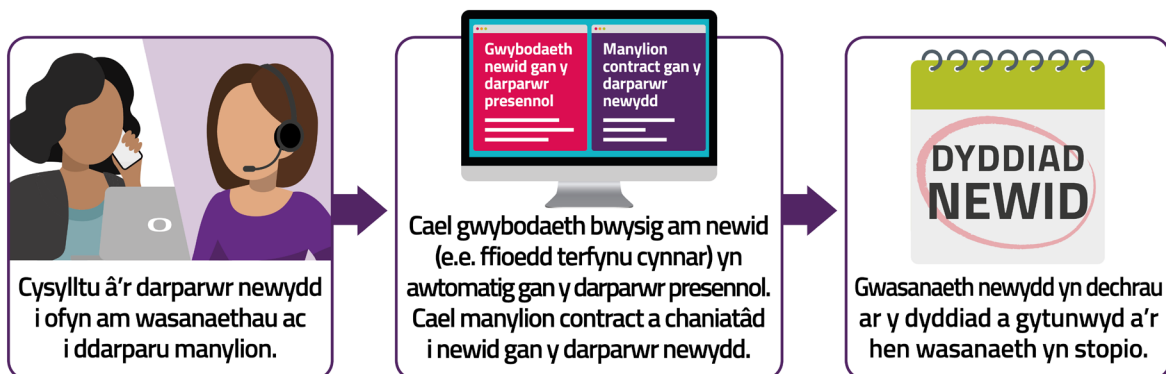 Cysylltu â'r darparwr newydd
i ofyn am wasanaethau ac
i ddarparu manylion.
Gwybodaeth
newid gan y
darparwr
presennol
Manylion
contract gan y
darparwr
newydd
Cael gwybodaeth bwysig am newid
(e.e. ffioedd terfynu cynnar) yn
awtomatig gan y darparwr presennol.
Cael manylion contract a chaniatâd
i newid gan y darparwr newydd.
DYDDIAD
NEWID
Gwasanaeth newydd yn dechrau
ar y dyddiad a gytunwyd a'r
hen wasanaeth yn stopio.